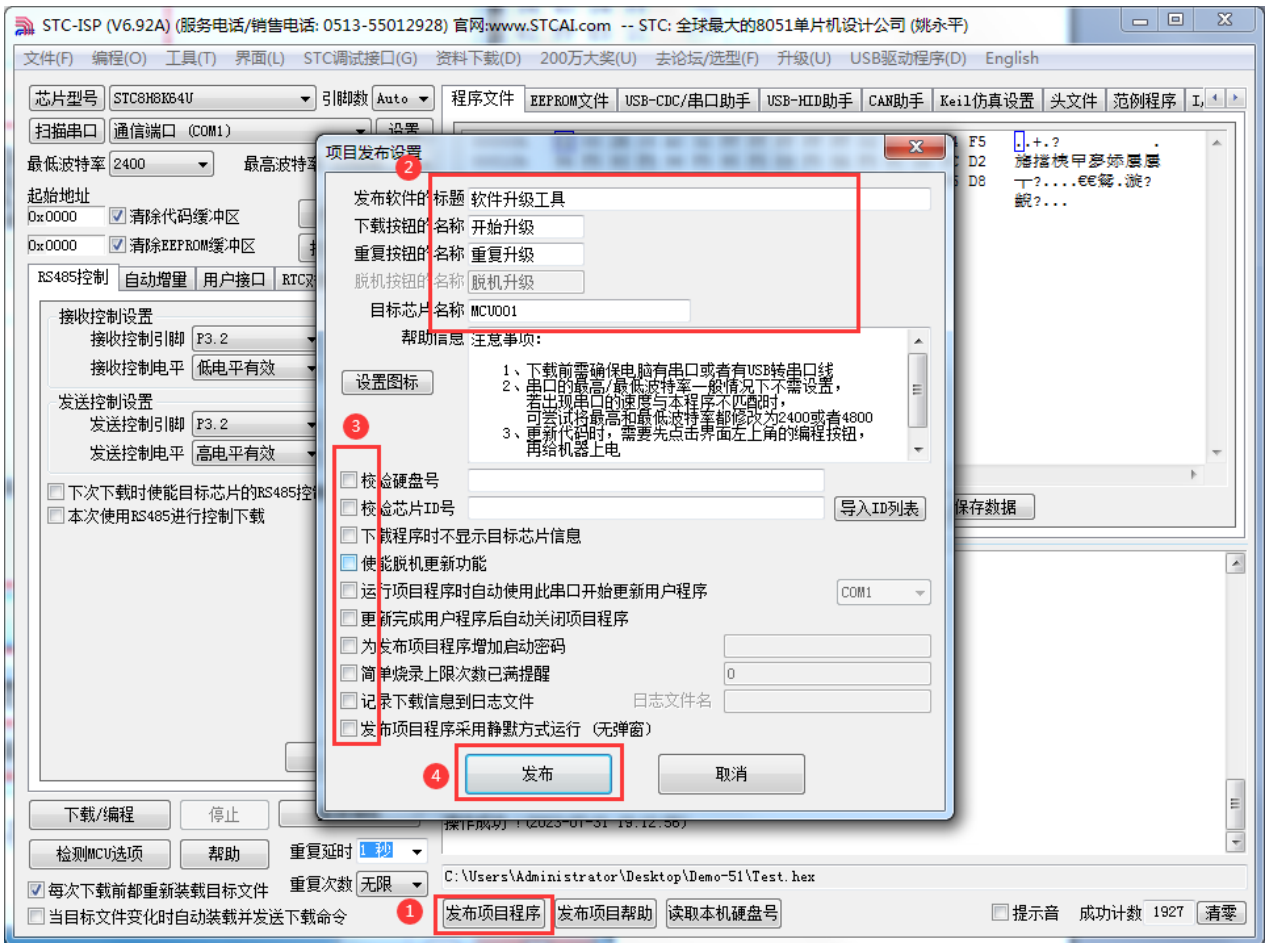 STC-ISP (V6.92A) (服务电话/销售电话: 0513-55012928) 官网:www.STCAI.com -- STC: 全球最大的8051单片机设计公司 (姚永平)
文件(F) 编程(O) 工具(T) 界面(L) STC调试接口(G) 资料下载(D) 200万大奖(U) 去论坛/选型(F) 升级(U) USB驱动程序(D) English
芯片型号 STC8H8K64U 引脚数 Auto 程序文件 EEPROM文件 USB-CDC/串口助手 USB-HID助手 CAN助手 Keil仿真设置 头文件 范例程序 I,
扫描串口 通信端口 (COM1) 设置
最低波特率 2400 最高波特率
起始地址
0x0000 清除代码缓冲区
0x0000 清除EEPROM缓冲区
RS485控制 自动增量 用户接口
接收控制设置
接收控制引脚 P3.2
接收控制电平 低电平有效
发送控制设置
发送控制引脚 P3.2
发送控制电平 高电平有效
下次下载时使能目标芯片的RS485控
本次使用RS485进行控制下载
F5
D2
D8
保存数据
项目发布设置
2
发布软件的标题 软件升级工具
下载按钮的名称 开始升级
重复按钮的名称 重复升级
脱机按钮的名称 脱机升级
目标芯片名称 MCU001
帮助信息 注意事项:
1、下载前需确保电脑有串口或者有USB转串口线
2、串口的最高/最低波特率一般情况下不需设置,
若出现串口的速度与本程序不匹配时,
可尝试将最高和最低波特率都修改为2400或者4800
3、更新代码时, 需要先点击界面左上角的编程按钮,
再给机器上电
设置图标
3
校验硬盘号
校验芯片ID号 导入ID列表
下载程序时不显示目标芯片信息
使能脱机更新功能
运行项目程序时自动使用此串口开始更新用户程序 COM1
更新完成用户程序后自动关闭项目程序
为发布项目程序增加启动密码
简单烧录上限次数已满提醒 0
记录下载信息到日志文件 日志文件名
发布项目程序采用静默方式运行 (无弹窗)
4 发布 取消
下载/编程 停止
检测MCU选项 帮助 重复延时 1 秒
每次下载前都重新装载目标文件 重复次数 无限
当目标文件变化时自动装载并发送下载命令
操作成功 !(2023-01-31 19:12:56)
C:\Users\Administrator\Desktop\Demo-51\Test.hex
1 发布项目程序 发布项目帮助 读取本机硬盘号 提示音 成功计数 1927 清零